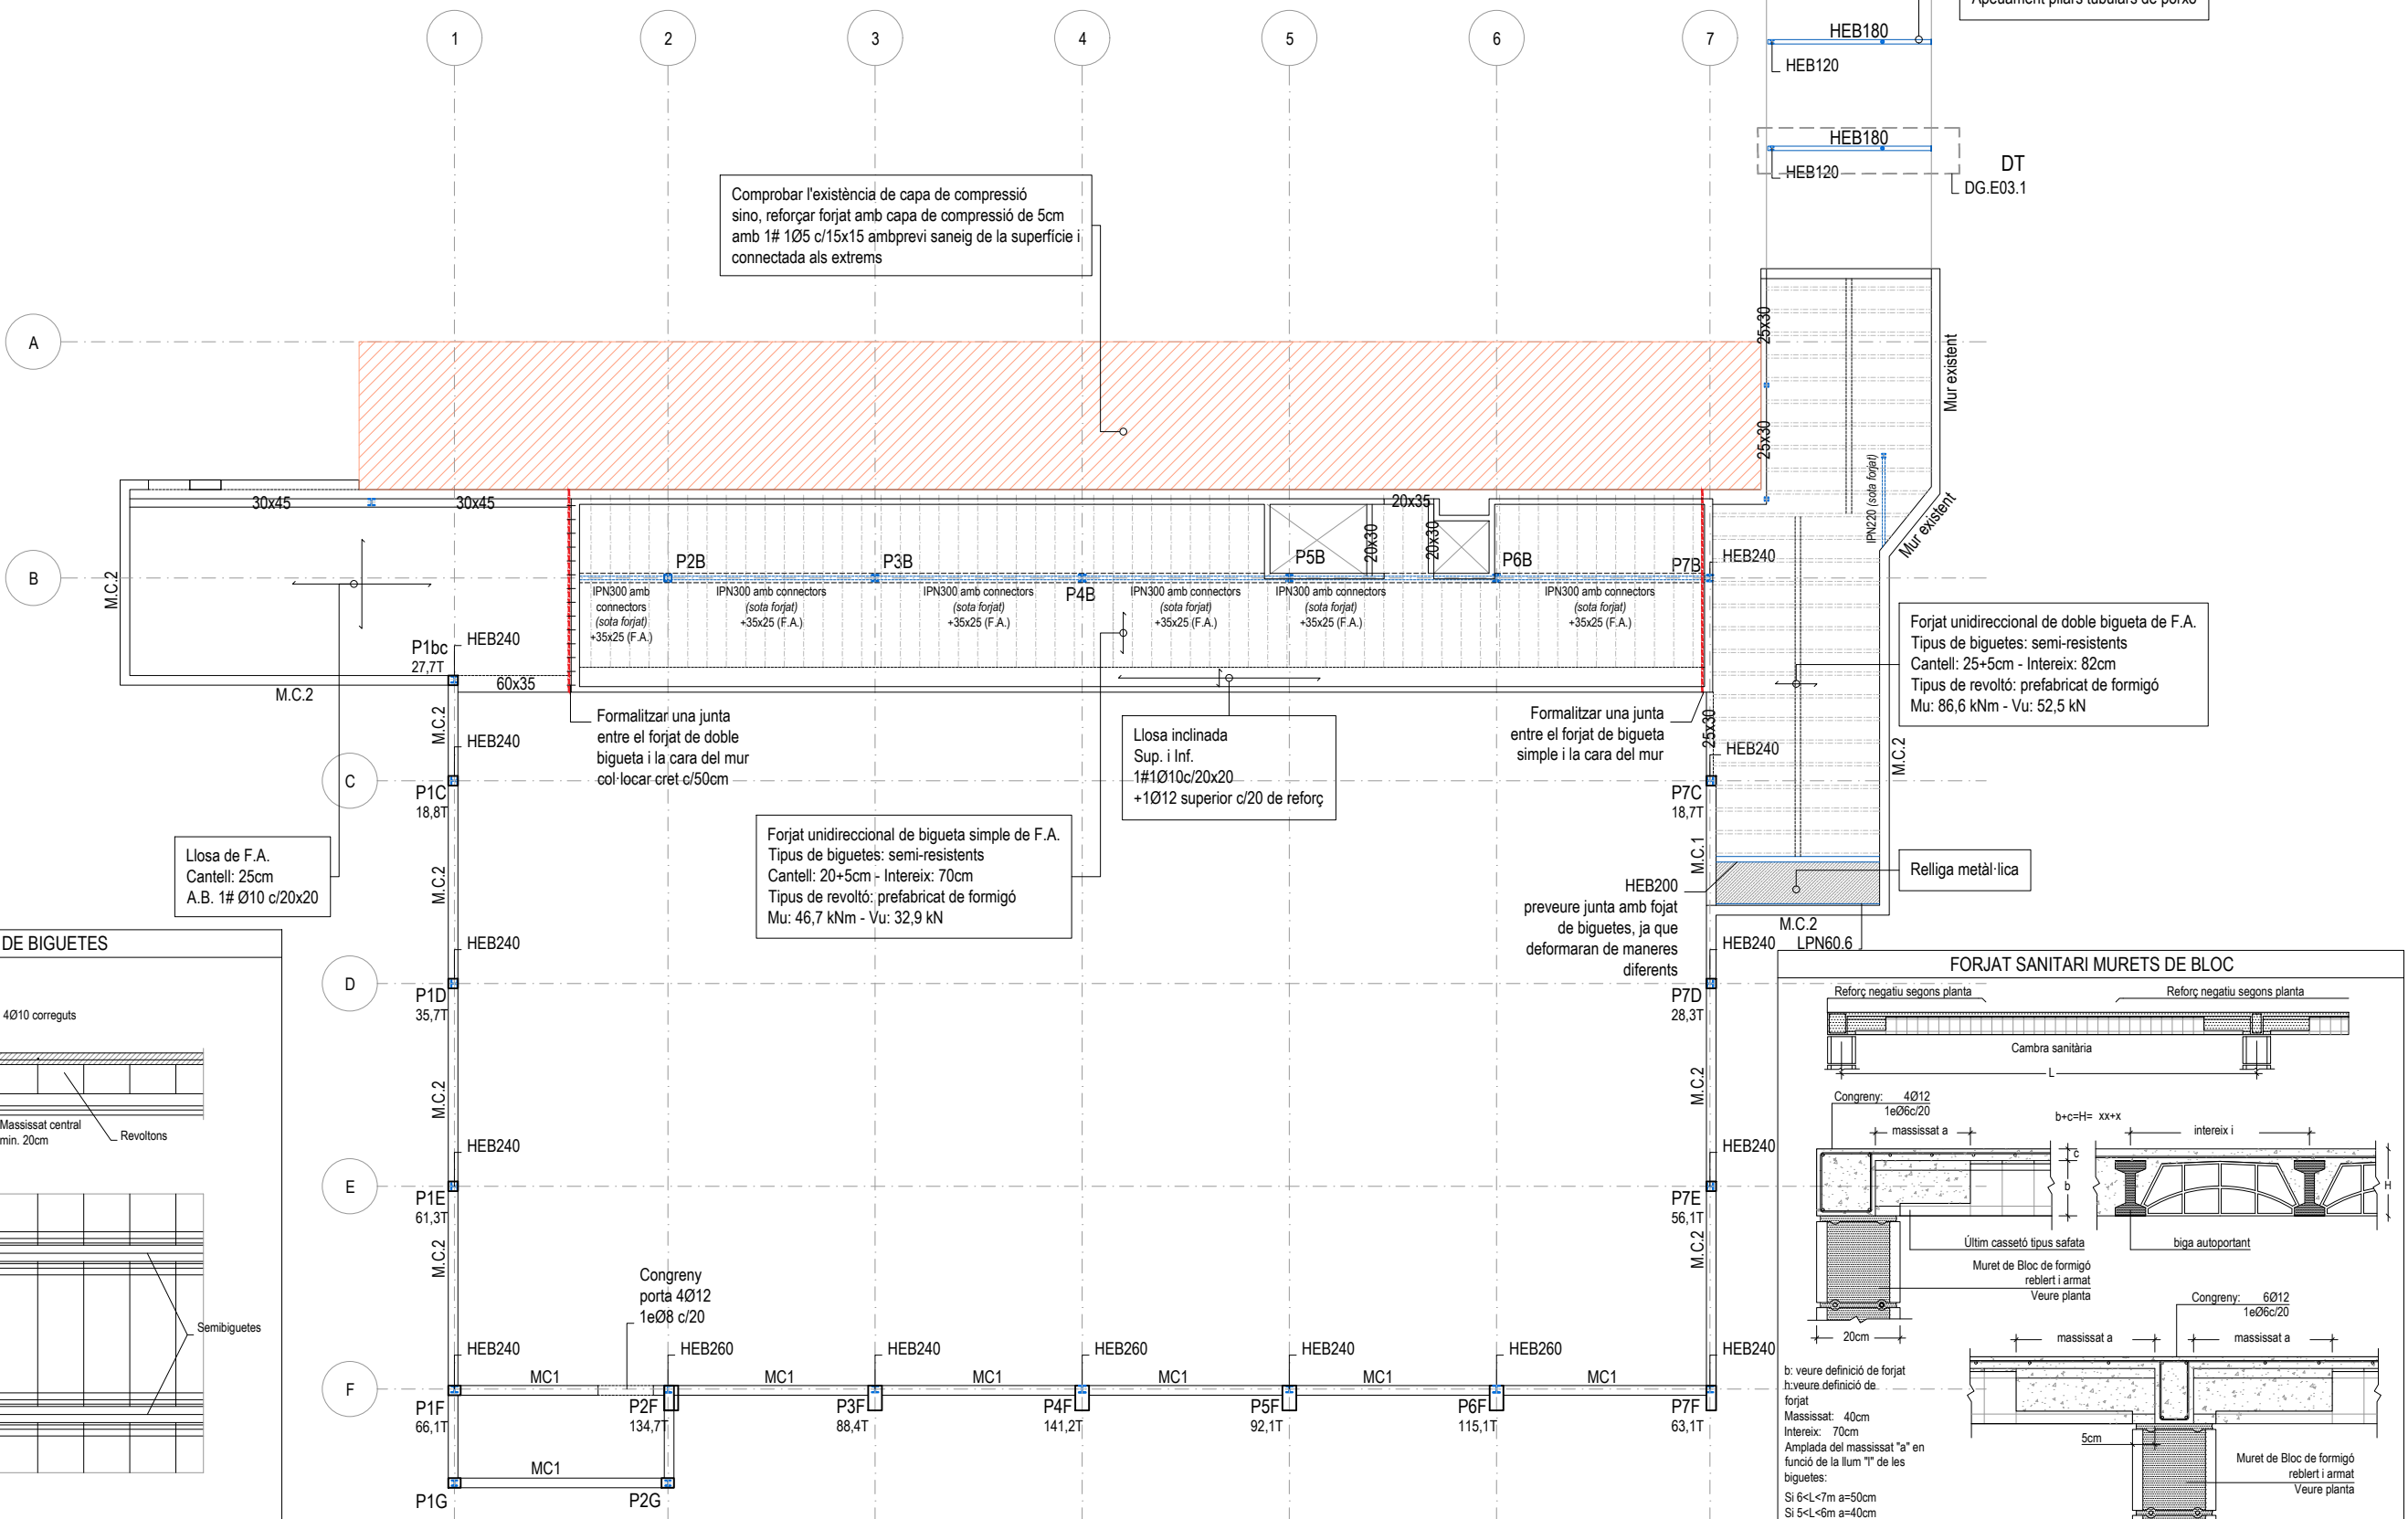 Apeuament pilars tubulars de porxo
1
2
3
4
5
6
7
HEB180
HEB120
HEB180
HEB120
DT
DG.E03.1
Comprobar l'existència de capa de compressió
sino, reforçar forjat amb capa de compressió de 5cm
amb 1# 1Ø5 c/15x15 ambprevi saneig de la superfície i
connectada als extrems
A
25x30
25x30
Mur existent
Mur existent
IPN220 (sota forjat)
30x45
30x45
20x35
20x30
20x30
B
M.C.2
P2B
P3B
P4B
P5B
P6B
P7B
HEB240
IPN300 amb
connectors
(sota forjat)
+35x25 (F.A.)
IPN300 amb connectors
(sota forjat)
+35x25 (F.A.)
IPN300 amb connectors
(sota forjat)
+35x25 (F.A.)
IPN300 amb connectors
(sota forjat)
+35x25 (F.A.)
IPN300 amb connectors
(sota forjat)
+35x25 (F.A.)
IPN300 amb connectors
(sota forjat)
+35x25 (F.A.)
Forjat unidireccional de doble bigueta de F.A.
Tipus de biguetes: semi-resistents
Cantell: 25+5cm - Intereix: 82cm
Tipus de revoltó: prefabricat de formigó
Mu: 86,6 kNm - Vu: 52,5 kN
P1bc
27,7T
HEB240
M.C.2
60x35
M.C.2
HEB240
Formalitzar una junta
entre el forjat de doble
bigueta i la cara del mur
col·locar cret c/50cm
Llosa inclinada
Sup. i Inf.
1#1Ø10c/20x20
+1Ø12 superior c/20 de reforç
Formalitzar una junta
entre el forjat de bigueta
simple i la cara del mur
25x30
HEB240
M.C.2
C
P1C
18,8T
P7C
18,7T
Llosa de F.A.
Cantell: 25cm
A.B. 1# Ø10 c/20x20
M.C.2
Forjat unidireccional de bigueta simple de F.A.
Tipus de biguetes: semi-resistents
Cantell: 20+5cm - Intereix: 70cm
Tipus de revoltó: prefabricat de formigó
Mu: 46,7 kNm - Vu: 32,9 kN
M.C.1
Relliga metàl·lica
HEB200
preveure junta amb fojat
de biguetes, ja que
deformaran de maneres
diferents
M.C.2
LPN60.6
HEB240
HEB240
D
P1D
35,7T
P7D
28,3T
M.C.2
M.C.2
HEB240
HEB240
E
P1E
61,3T
P7E
56,1T
M.C.2
M.C.2
Congreny
porta 4Ø12
1eØ8 c/20
HEB240
HEB260
HEB240
HEB260
HEB240
HEB260
HEB240
F
MC1
MC1
MC1
MC1
MC1
MC1
P1F
66,1T
P2F
134,7T
P3F
88,4T
P4F
141,2T
P5F
92,1T
P6F
115,1T
P7F
63,1T
MC1
P1G
P2G
DE BIGUETES
4Ø10 correguts
Massissat central
min. 20cm
Revoltons
Semibiguetes
FORJAT SANITARI MURETS DE BLOC
Reforç negatiu segons planta
Reforç negatiu segons planta
Cambra sanitària
L
Congreny: 4Ø12
1eØ6c/20
b+c=H= xx+x
massissat a
intereix i
c
b
H
Últim cassetó tipus safata
biga autoportant
Muret de Bloc de formigó
reblert i armat
Veure planta
20cm
Congreny: 6Ø12
1eØ6c/20
massissat a
massissat a
5cm
Muret de Bloc de formigó
reblert i armat
Veure planta
b: veure definició de forjat
h:veure definició de
forjat
Massissat: 40cm
Intereix: 70cm
Amplada del massissat "a" en
funció de la llum "l" de les
biguetes:
Si 6<L<7m a=50cm
Si 5<L<6m a=40cm